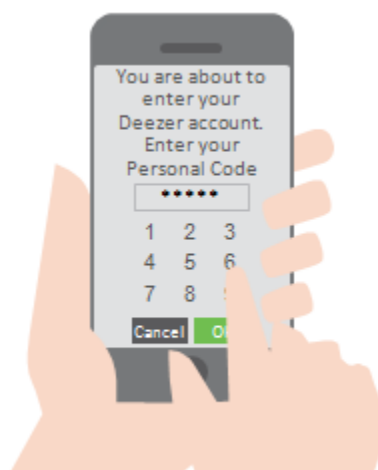 You are about to
enter your
Deezer account.
Enter your
Personal Code
*****
1 2 3
4 5 6
7 8
Cancel